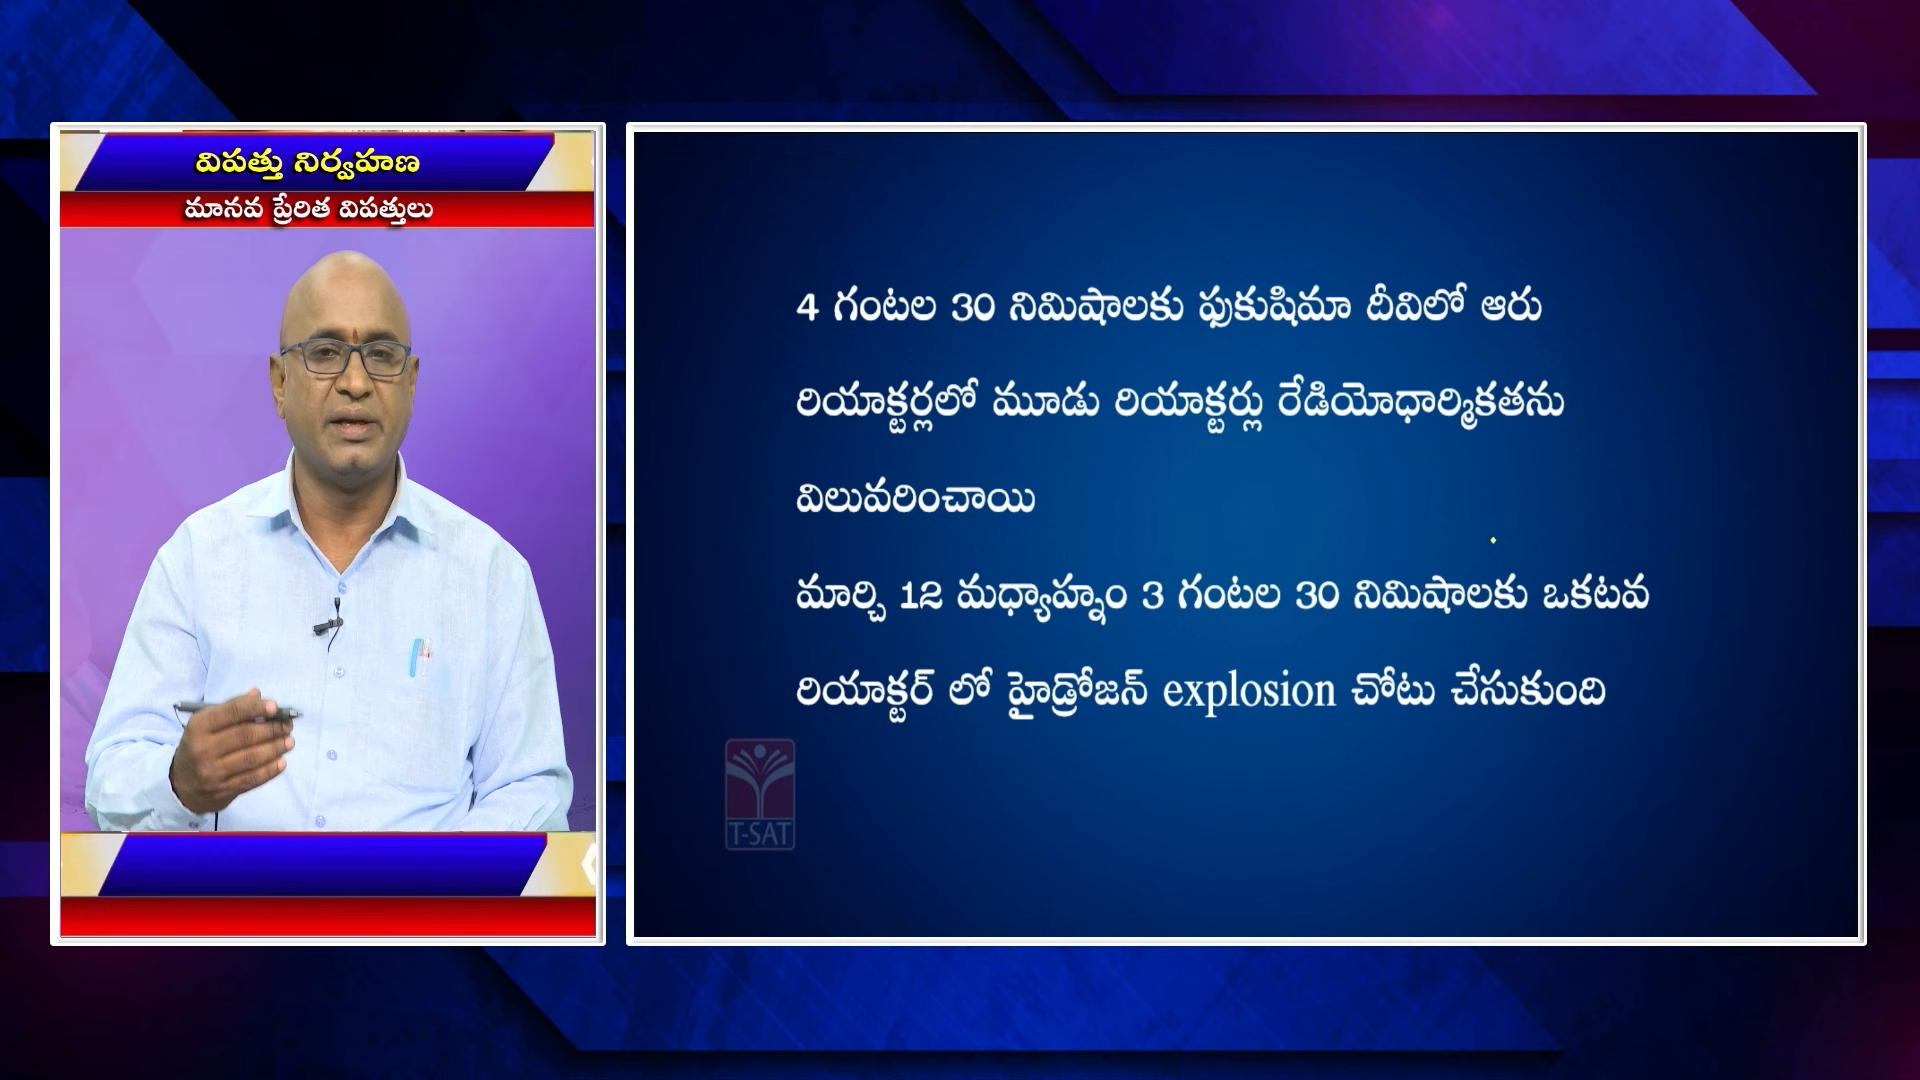 విపత్తు నిర్వహణ
మానవ ప్రేరిత విపత్తులు
4 గంటల 30 నిమిషాలకు ఫుకుషిమా దీవిలో ఆరు
రియాక్టర్లలో మూడు రియాక్టర్లు రేడియోధార్మికతను
విలువరించాయి
మార్చి 12 మధ్యాహ్నం 3 గంటల 30 నిమిషాలకు ఒకటవ
రియాక్టర్ లో హైడ్రోజన్ explosion చోటు చేసుకుంది
T-SAT